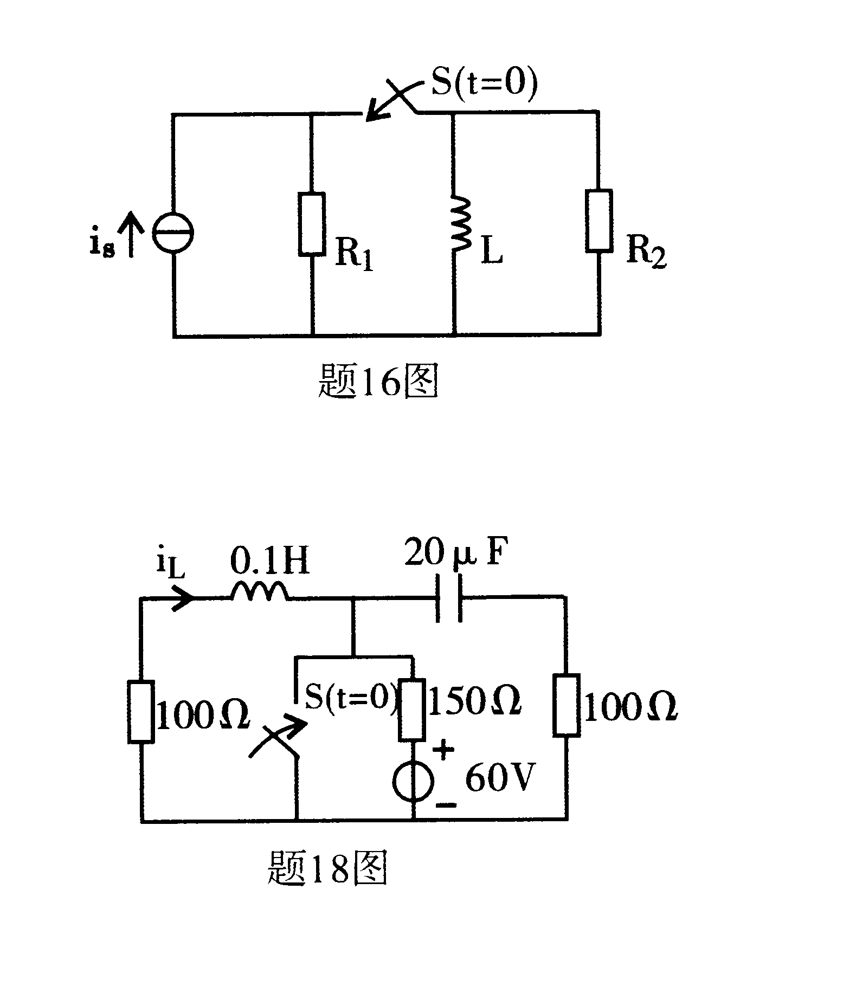 S(t=0)
is
R1
L
R2
题16图
iL
0.1H
20μF
100Ω
S(t=0)
150Ω
100Ω
+
60V
−
题18图